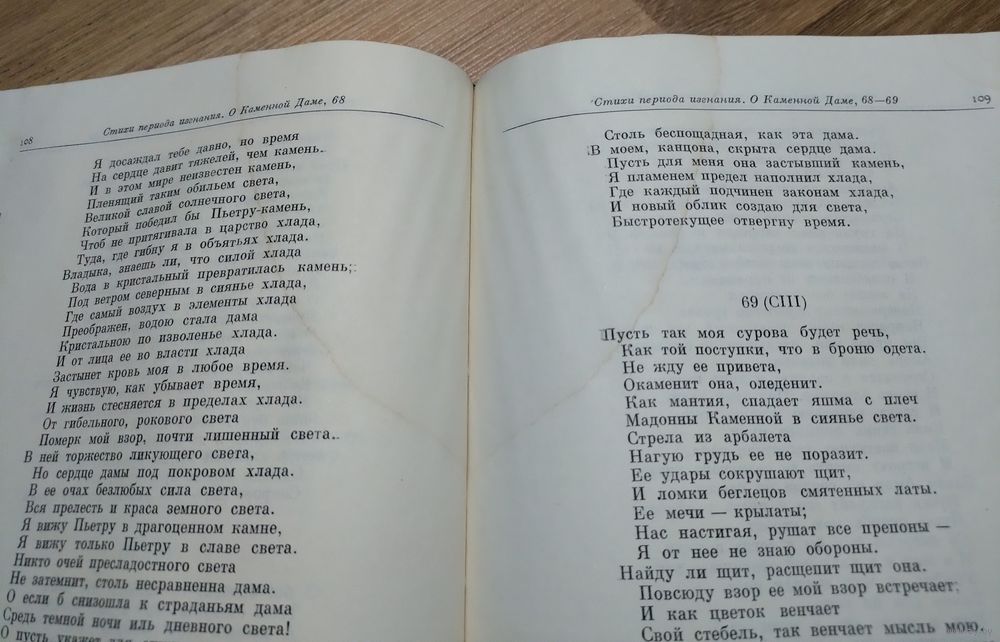 108
Стихи периода изгнания. О Каменной Даме, 68
Я досаждал тебе давно, но время
На сердце давит тяжелей, чем камень.
И в этом мире неизвестен камень,
Пленящий таким обильем света,
Великой славой солнечного света,
Который победил бы Пьетру-камень,
Чтоб не притягивала в царство хлада,
Туда, где гибну я в объятьях хлада.
Владыка, знаешь ли, что силой хлада
Вода в кристальный превратилась камень;
Под ветром северным в сиянье хлада,
Где самый воздух в элементы хлада
Преображен, водою стала дама
Кристальною по изволенье хлада.
И от лица ее во власти хлада
Застынет кровь моя в любое время.
Я чувствую, как убывает время,
И жизнь стесняется в пределах хлада.
От гибельного, рокового света
Померк мой взор, почти лишенный света.
В ней торжество ликующего света,
Но сердце дамы под покровом хлада.
В ее очах безлюбых сила света,
Вся прелесть и краса земного света.
Я вижу Пьетру в драгоценном камне,
Я вижу только Пьетру в славе света.
Никто очей пресладостного света
Не затемнит, столь несравненна дама.
О если б снизошла к страданьям дама
Средь темной ночи иль дневного света!
О пусть укажет для
Стихи периода изгнания. О Каменной Даме, 68—69
109
Столь беспощадная, как эта дама.
В моем, канцона, скрыта сердце дама.
Пусть для меня она застывший камень,
Я пламенем предел наполнил хлада,
Где каждый подчинен законам хлада,
И новый облик создаю для света,
Быстротекущее отвергну время.
69 (CIII)
Пусть так моя сурова будет речь,
Как той поступки, что в броню одета.
Не жду ее привета,
Окаменит она, оледенит.
Как мантия, спадает яшма с плеч
Мадонны Каменной в сиянье света.
Стрела из арбалета
Нагую грудь ее не поразит.
Ее удары сокрушают щит,
И ломки беглецов смятенных латы.
Ее мечи — крылаты;
Нас настигая, рушат все препоны —
Я от нее не знаю обороны.
Найду ли щит, расщепит щит она.
Повсюду взор ее мой взор встречает;
И как цветок венчает
Свой стебель, так венчает мысль мою.